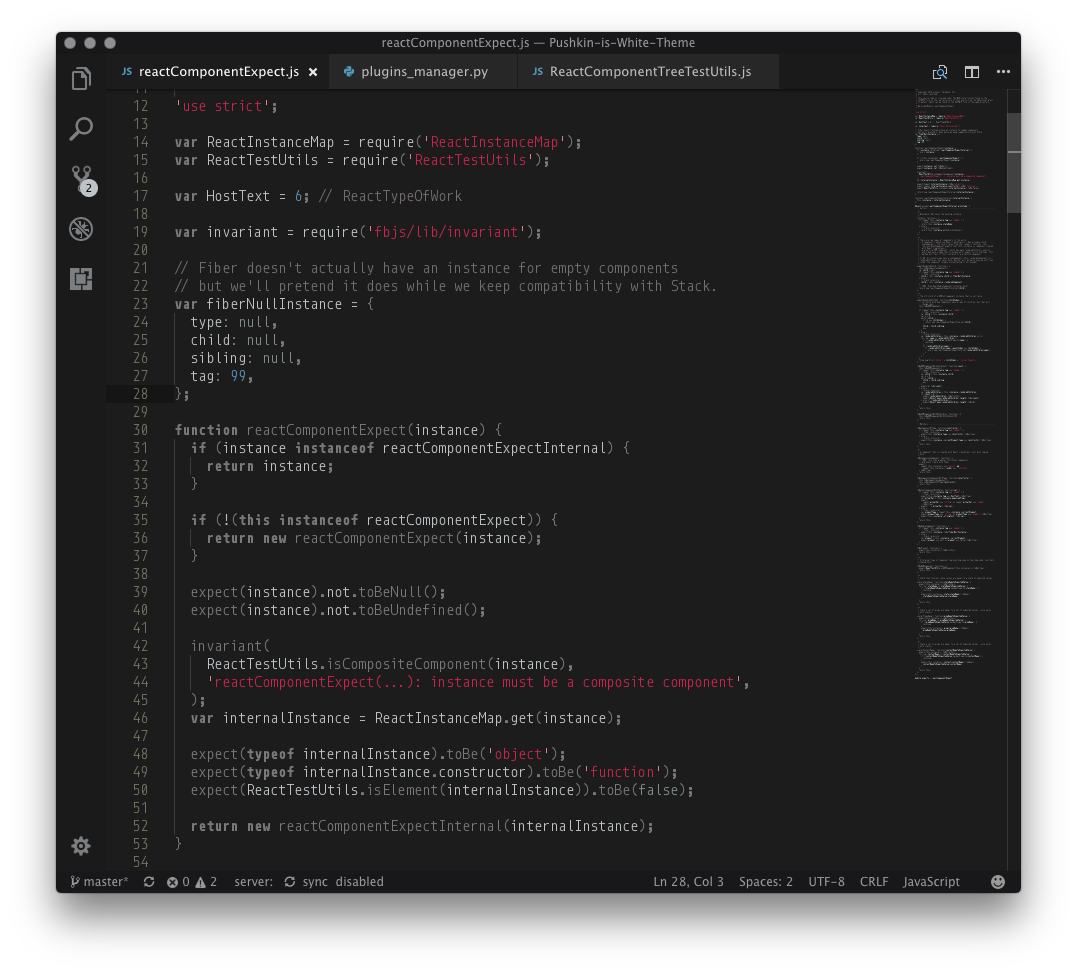 reactComponentExpect.js — Pushkin-is-White-Theme
JS reactComponentExpect.js × plugins_manager.py JS ReactComponentTreeTestUtils.js
11
12 'use strict';
13
14 var ReactInstanceMap = require('ReactInstanceMap');
15 var ReactTestUtils = require('ReactTestUtils');
16
17 var HostText = 6; // ReactTypeOfWork
18
19 var invariant = require('fbjs/lib/invariant');
20
21 // Fiber doesn't actually have an instance for empty components
22 // but we'll pretend it does while we keep compatibility with Stack.
23 var fiberNullInstance = {
24 type: null,
25 child: null,
26 sibling: null,
27 tag: 99,
28 };
29
30 function reactComponentExpect(instance) {
31 if (instance instanceof reactComponentExpectInternal) {
32 return instance;
33 }
34
35 if (!(this instanceof reactComponentExpect)) {
36 return new reactComponentExpect(instance);
37 }
38
39 expect(instance).not.toBeNull();
40 expect(instance).not.toBeUndefined();
41
42 invariant(
43 ReactTestUtils.isCompositeComponent(instance),
44 'reactComponentExpect(...): instance must be a composite component',
45 );
46 var internalInstance = ReactInstanceMap.get(instance);
47
48 expect(typeof internalInstance).toBe('object');
49 expect(typeof internalInstance.constructor).toBe('function');
50 expect(ReactTestUtils.isElement(internalInstance)).toBe(false);
51
52 return new reactComponentExpectInternal(internalInstance);
53 }
54
2
master* 0 2 server: sync disabled Ln 28, Col 3 Spaces: 2 UTF-8 CRLF JavaScript